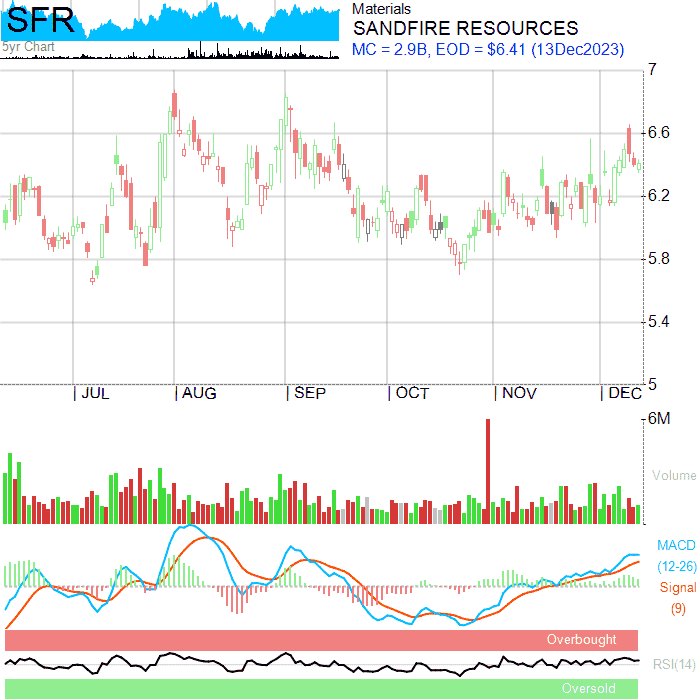 SFR
5yr Chart
Materials
SANDFIRE RESOURCES
MC = 2.9B, EOD = $6.41 (13Dec2023)
7
6.6
6.2
5.8
5.4
5
JUL
AUG
SEP
OCT
NOV
DEC
6M
Volume
MACD
(12-26)
Signal
(9)
Overbought
RSI(14)
Oversold